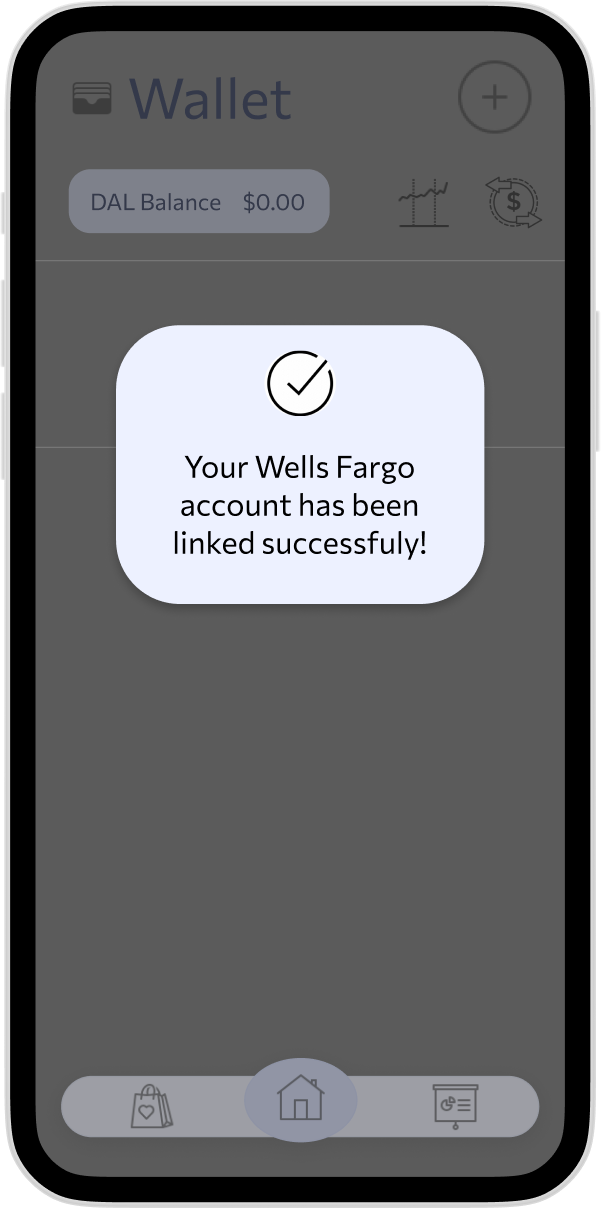 Wallet
DAL Balance $0.00
Your Wells Fargo
account has been
linked successfuly!